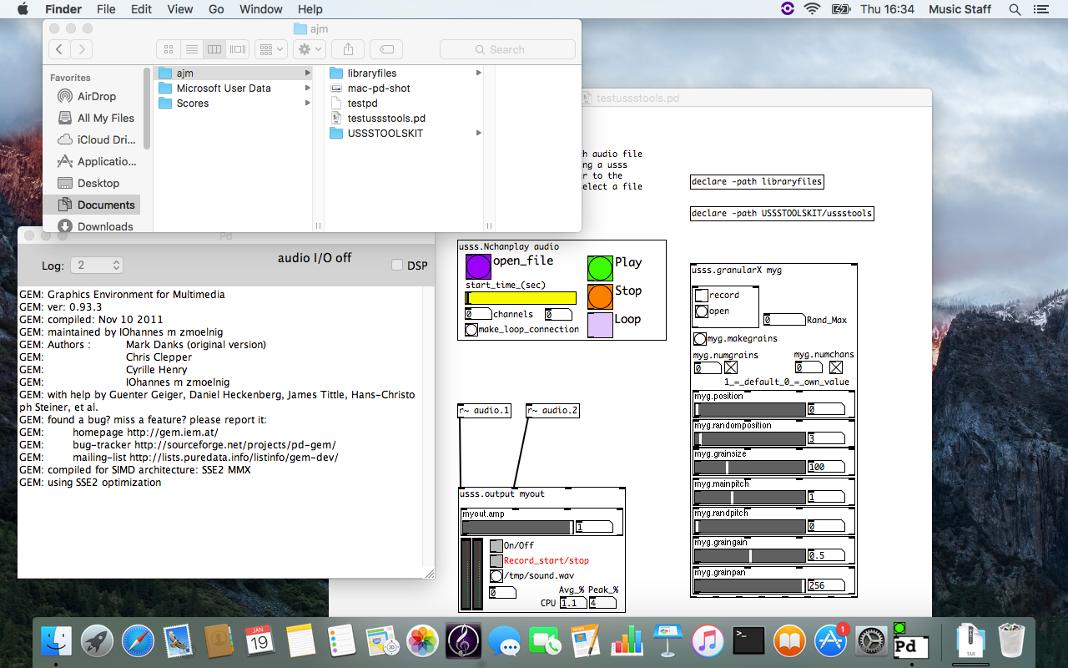 Finder File Edit View Go Window Help
Thu 16:34 Music Staff
ajm
Search
Favorites
AirDrop
All My Files
iCloud Dri...
Applicatio...
Desktop
Documents
Downloads
ajm
Microsoft User Data
Scores
libraryfiles
mac-pd-shot
testpd
testussstools.pd
USSSTOOLSKIT
testussstools.pd
h audio file
ng a usss
r to the
elect a file
declare -path libraryfiles
declare -path USSSTOOLSKIT/ussstools
Pd
Log: 2
audio I/O off
DSP
GEM: Graphics Environment for Multimedia
GEM: ver: 0.93.3
GEM: compiled: Nov 10 2011
GEM: maintained by IOhannes m zmoelnig
GEM: Authors : Mark Danks (original version)
GEM: Chris Clepper
GEM: Cyrille Henry
GEM: IOhannes m zmoelnig
GEM: with help by Guenter Geiger, Daniel Heckenberg, James Tittle, Hans-Christo
ph Steiner, et al.
GEM: found a bug? miss a feature? please report it:
GEM: homepage http://gem.iem.at/
GEM: bug-tracker http://sourceforge.net/projects/pd-gem/
GEM: mailing-list http://lists.puredata.info/listinfo/gem-dev/
GEM: compiled for SIMD architecture: SSE2 MMX
GEM: using SSE2 optimization
usss.Nchanplay audio
open_file
Play
start_time_(sec)
Stop
0 channels 0
Loop
make_loop_connection
r~ audio.1 r~ audio.2
usss.output myout
myout.amp
1
On/Off
Record_start/stop
/tmp/sound.wav
0
Avg_% Peak_%
CPU 1.1 4
usss.granularX myg
record
open
0 Rand_Max
myg.makegrains
myg.numgrains myg.numchans
0 0
1_=_default_0_=_own_value
myg.position
0
myg.randomposition
3
myg.grainsize
100
myg.mainpitch
1
myg.randpitch
0
myg.graingain
0.5
myg.grainpan
256
JAN
19
1
Pd
TAR